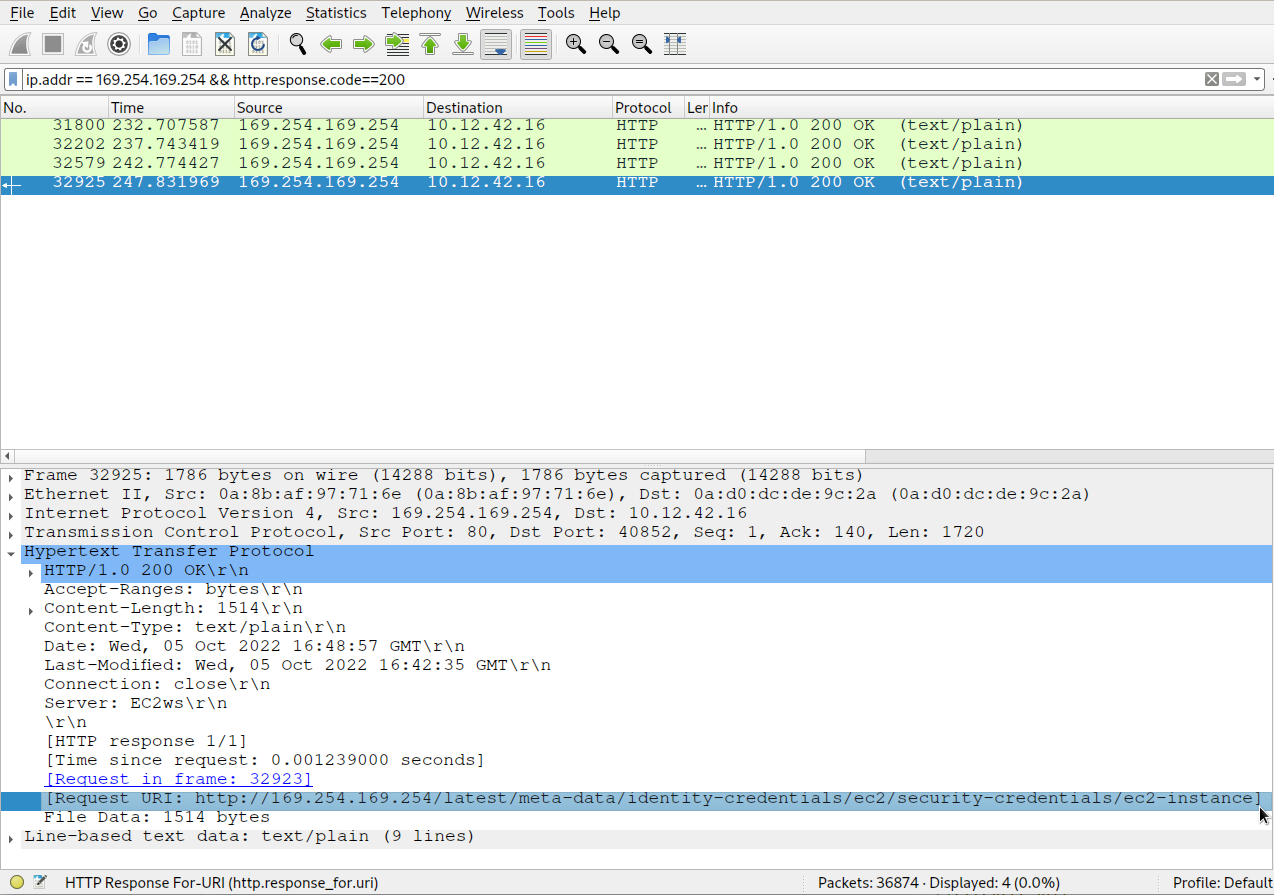 File Edit View Go Capture Analyze Statistics Telephony Wireless Tools Help
ip.addr == 169.254.169.254 && http.response.code==200
No. Time Source Destination Protocol Ler Info
31800 232.707587 169.254.169.254 10.12.42.16 HTTP … HTTP/1.0 200 OK (text/plain)
32202 237.743419 169.254.169.254 10.12.42.16 HTTP … HTTP/1.0 200 OK (text/plain)
32579 242.774427 169.254.169.254 10.12.42.16 HTTP … HTTP/1.0 200 OK (text/plain)
32925 247.831969 169.254.169.254 10.12.42.16 HTTP … HTTP/1.0 200 OK (text/plain)
Frame 32925: 1786 bytes on wire (14288 bits), 1786 bytes captured (14288 bits)
Ethernet II, Src: 0a:8b:af:97:71:6e (0a:8b:af:97:71:6e), Dst: 0a:d0:dc:de:9c:2a (0a:d0:dc:de:9c:2a)
Internet Protocol Version 4, Src: 169.254.169.254, Dst: 10.12.42.16
Transmission Control Protocol, Src Port: 80, Dst Port: 40852, Seq: 1, Ack: 140, Len: 1720
Hypertext Transfer Protocol
HTTP/1.0 200 OK\r\n
Accept-Ranges: bytes\r\n
Content-Length: 1514\r\n
Content-Type: text/plain\r\n
Date: Wed, 05 Oct 2022 16:48:57 GMT\r\n
Last-Modified: Wed, 05 Oct 2022 16:42:35 GMT\r\n
Connection: close\r\n
Server: EC2ws\r\n
\r\n
[HTTP response 1/1]
[Time since request: 0.001239000 seconds]
[Request in frame: 32923]
[Request URI: http://169.254.169.254/latest/meta-data/identity-credentials/ec2/security-credentials/ec2-instance]
File Data: 1514 bytes
Line-based text data: text/plain (9 lines)
HTTP Response For-URI (http.response_for.uri) Packets: 36874 · Displayed: 4 (0.0%) Profile: Default